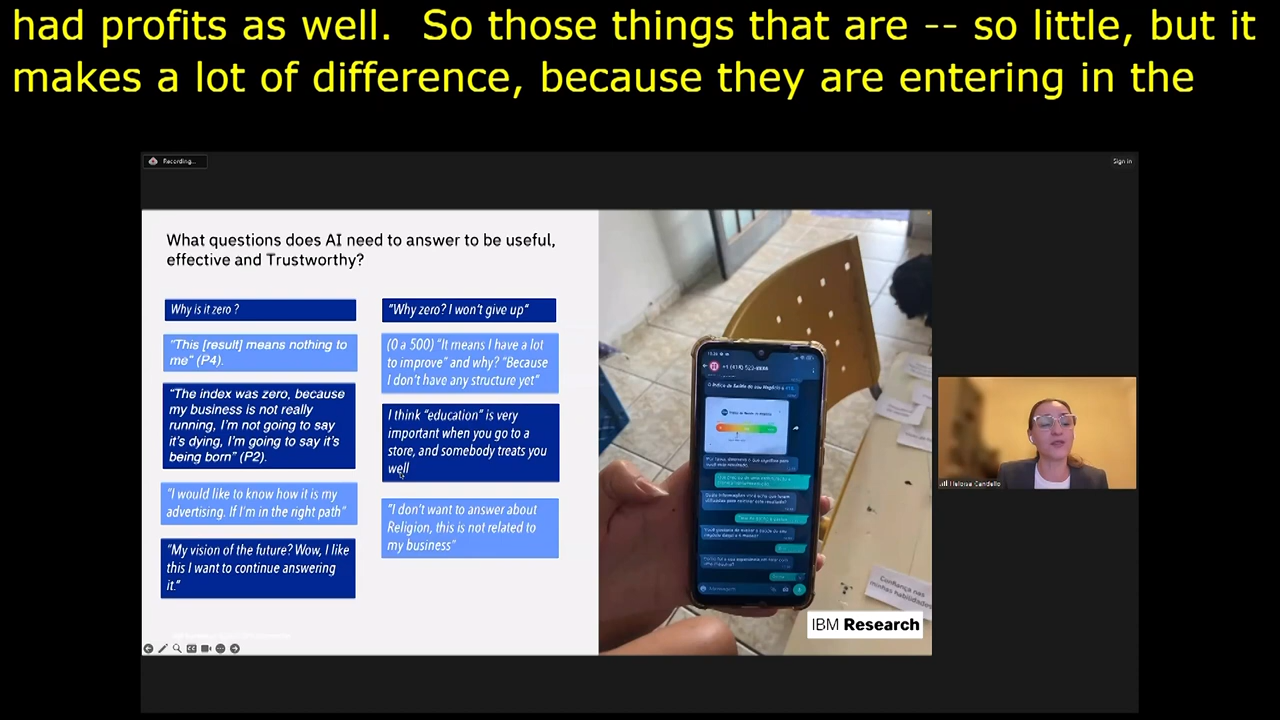 had profits as well.  So those things that are -- so little, but it
makes a lot of difference, because they are entering in the
Recording...
Sign in
What questions does AI need to answer to be useful,
effective and Trustworthy?
Why is it zero ?
"This [result] means nothing to
me" (P4).
"The index was zero, because
my business is not really
running, I'm not going to say
it's dying, I'm going to say it's
being born" (P2).
"I would like to know how it is my
advertising. If I'm in the right path"
"My vision of the future? Wow, I like
this I want to continue answering
it."
"Why zero? I won't give up"
(0 a 500) "It means I have a lot
to improve" and why? "Because
I don't have any structure yet"
I think "education" is very
important when you go to a
store, and somebody treats you
well
"I don't want to answer about
Religion, this is not related to
my business"
Confiança nas
minhas habilidades
IBM Research
Heloisa Candello